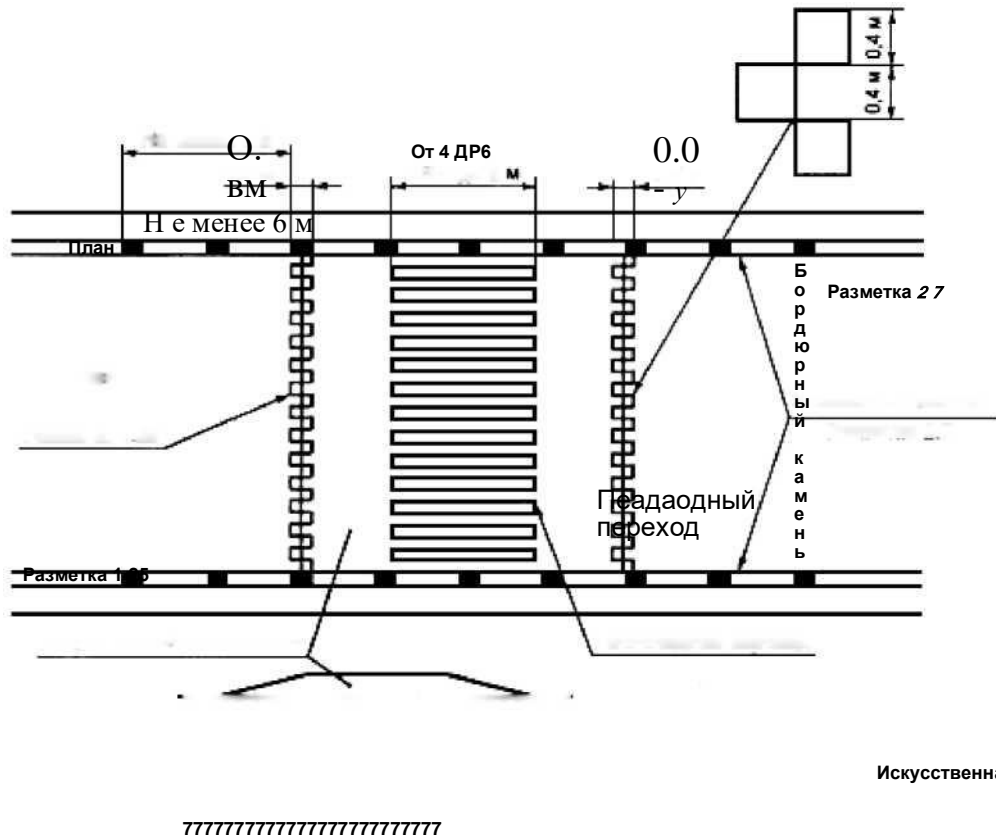 0,4 м
0,4 м
О.
вм
От 4 ДР6
м
0.0
- у
Н е менее 6 м
План
Бордюрный камень
Разметка 2 7
Пеадаодный
переход
Разметка 1
Искусственна